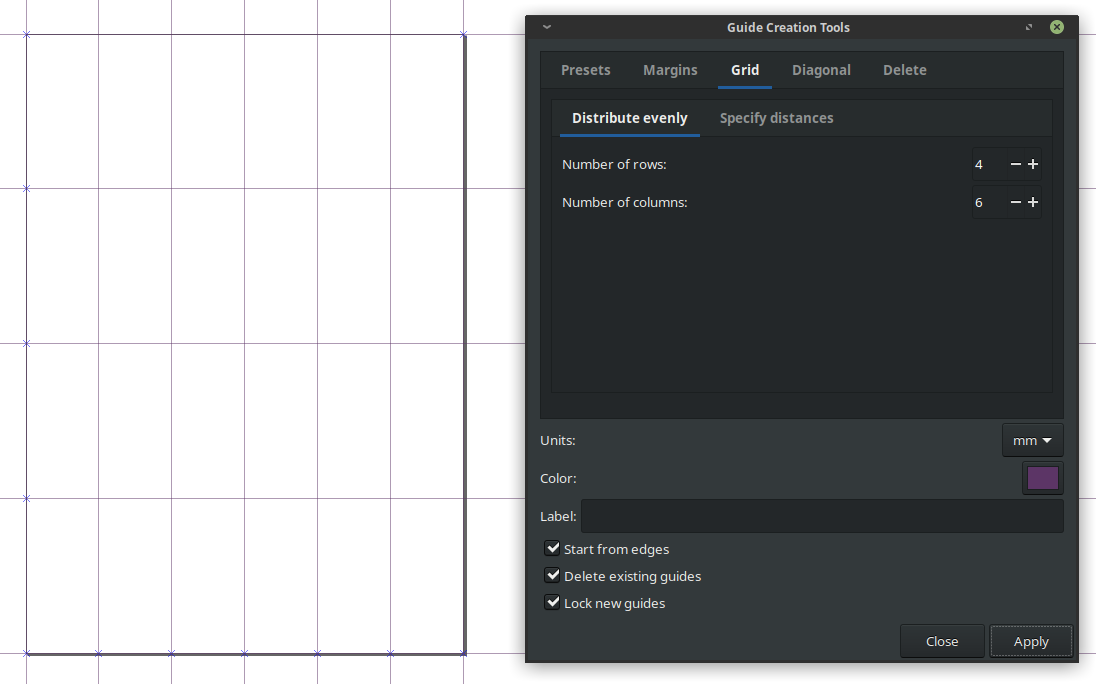 Guide Creation Tools
Presets Margins Grid Diagonal Delete
Distribute evenly Specify distances
Number of rows: 4
Number of columns: 6
Units: mm
Color:
Label:
Start from edges
Delete existing guides
Lock new guides
Close Apply